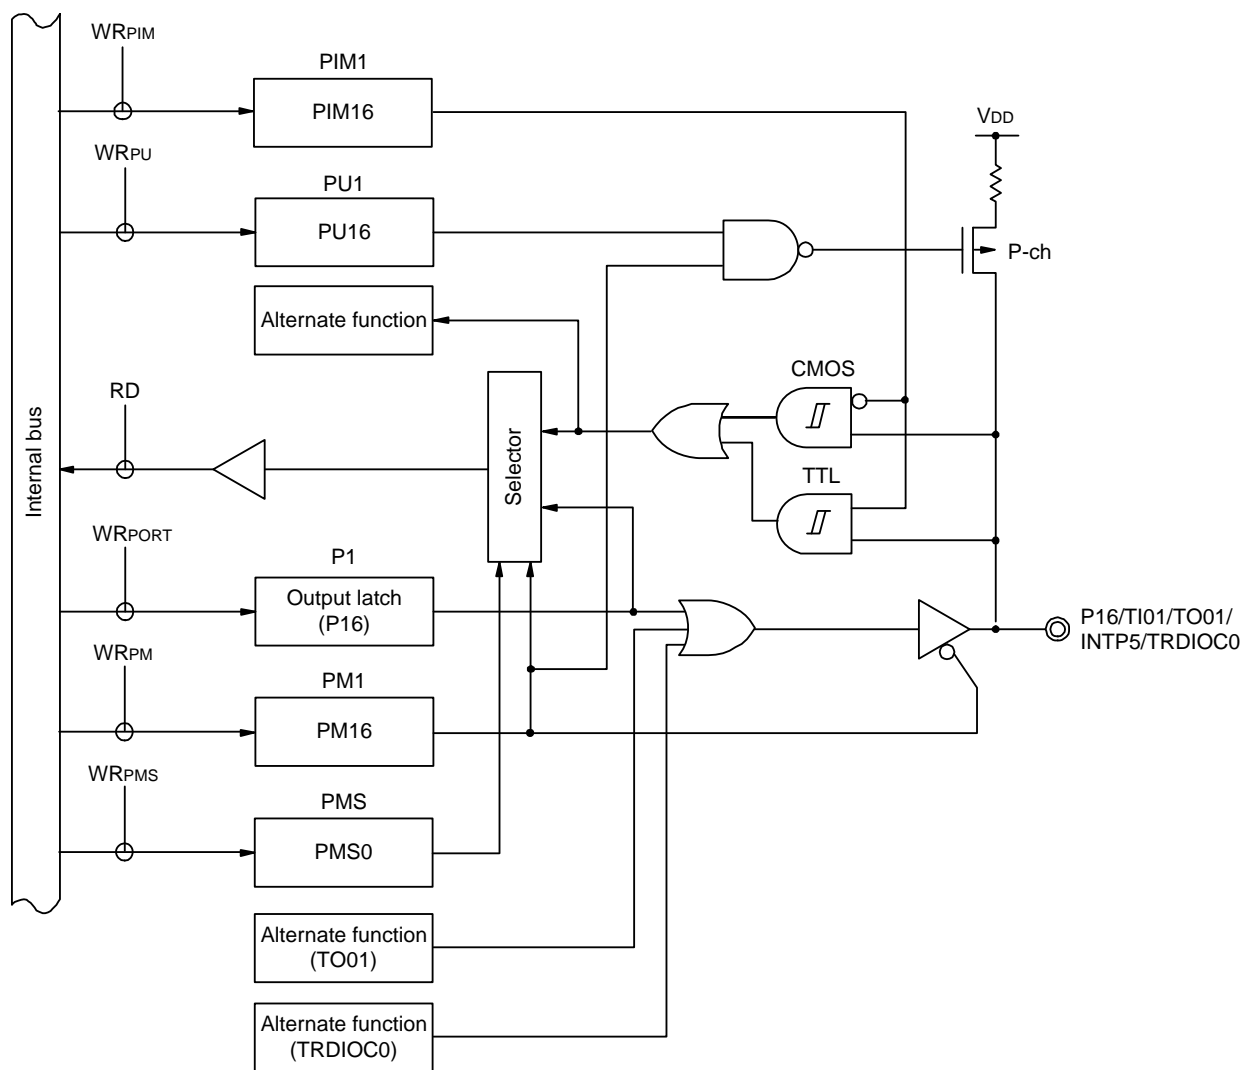 WRPIM
PIM1
PIM16
VDD
WRPU
PU1
PU16
P-ch
Alternate function
CMOS
RD
Internal bus
Selector
TTL
WRPORT
P1
Output latch
(P16)
P16/TI01/TO01/
INTP5/TRDIOC0
WRPM
PM1
PM16
WRPMS
PMS
PMS0
Alternate function
(TO01)
Alternate function
(TRDIOC0)